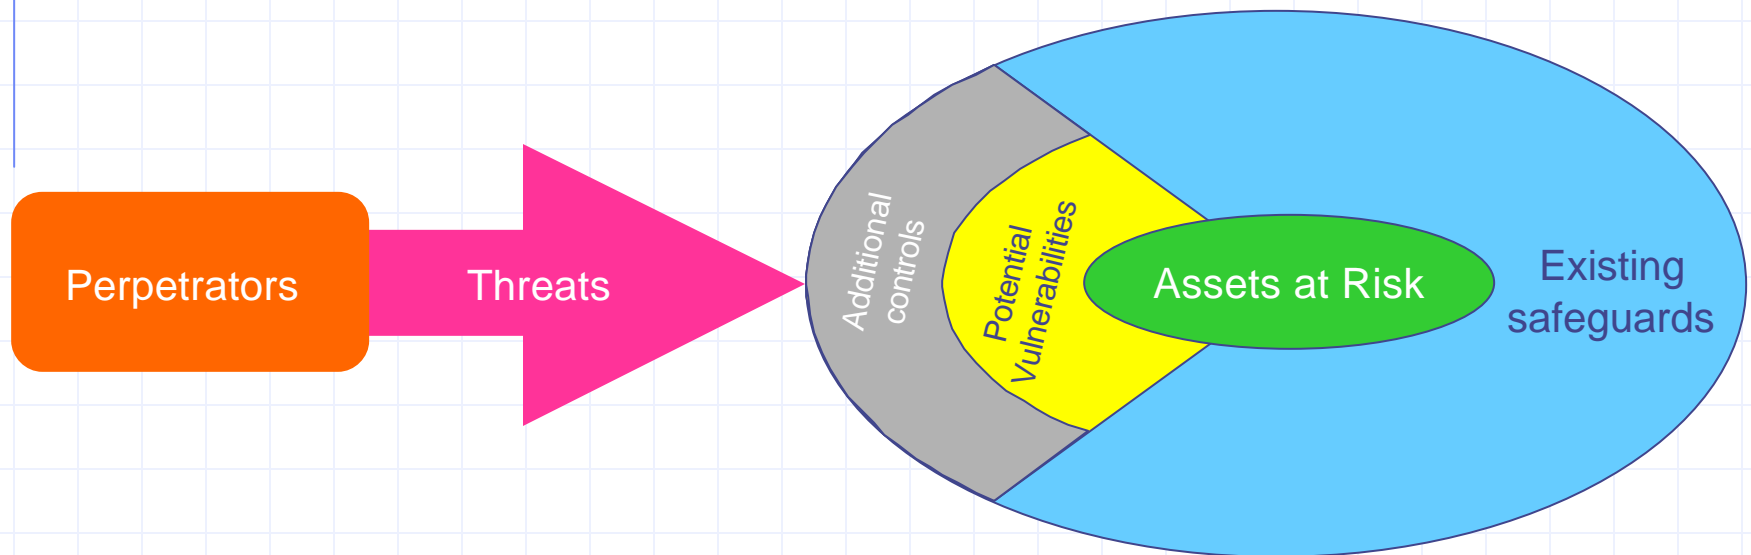 Perpetrators
Threats
Additional
controls
Potential
Vulnerabilities
Assets at Risk
Existing
safeguards